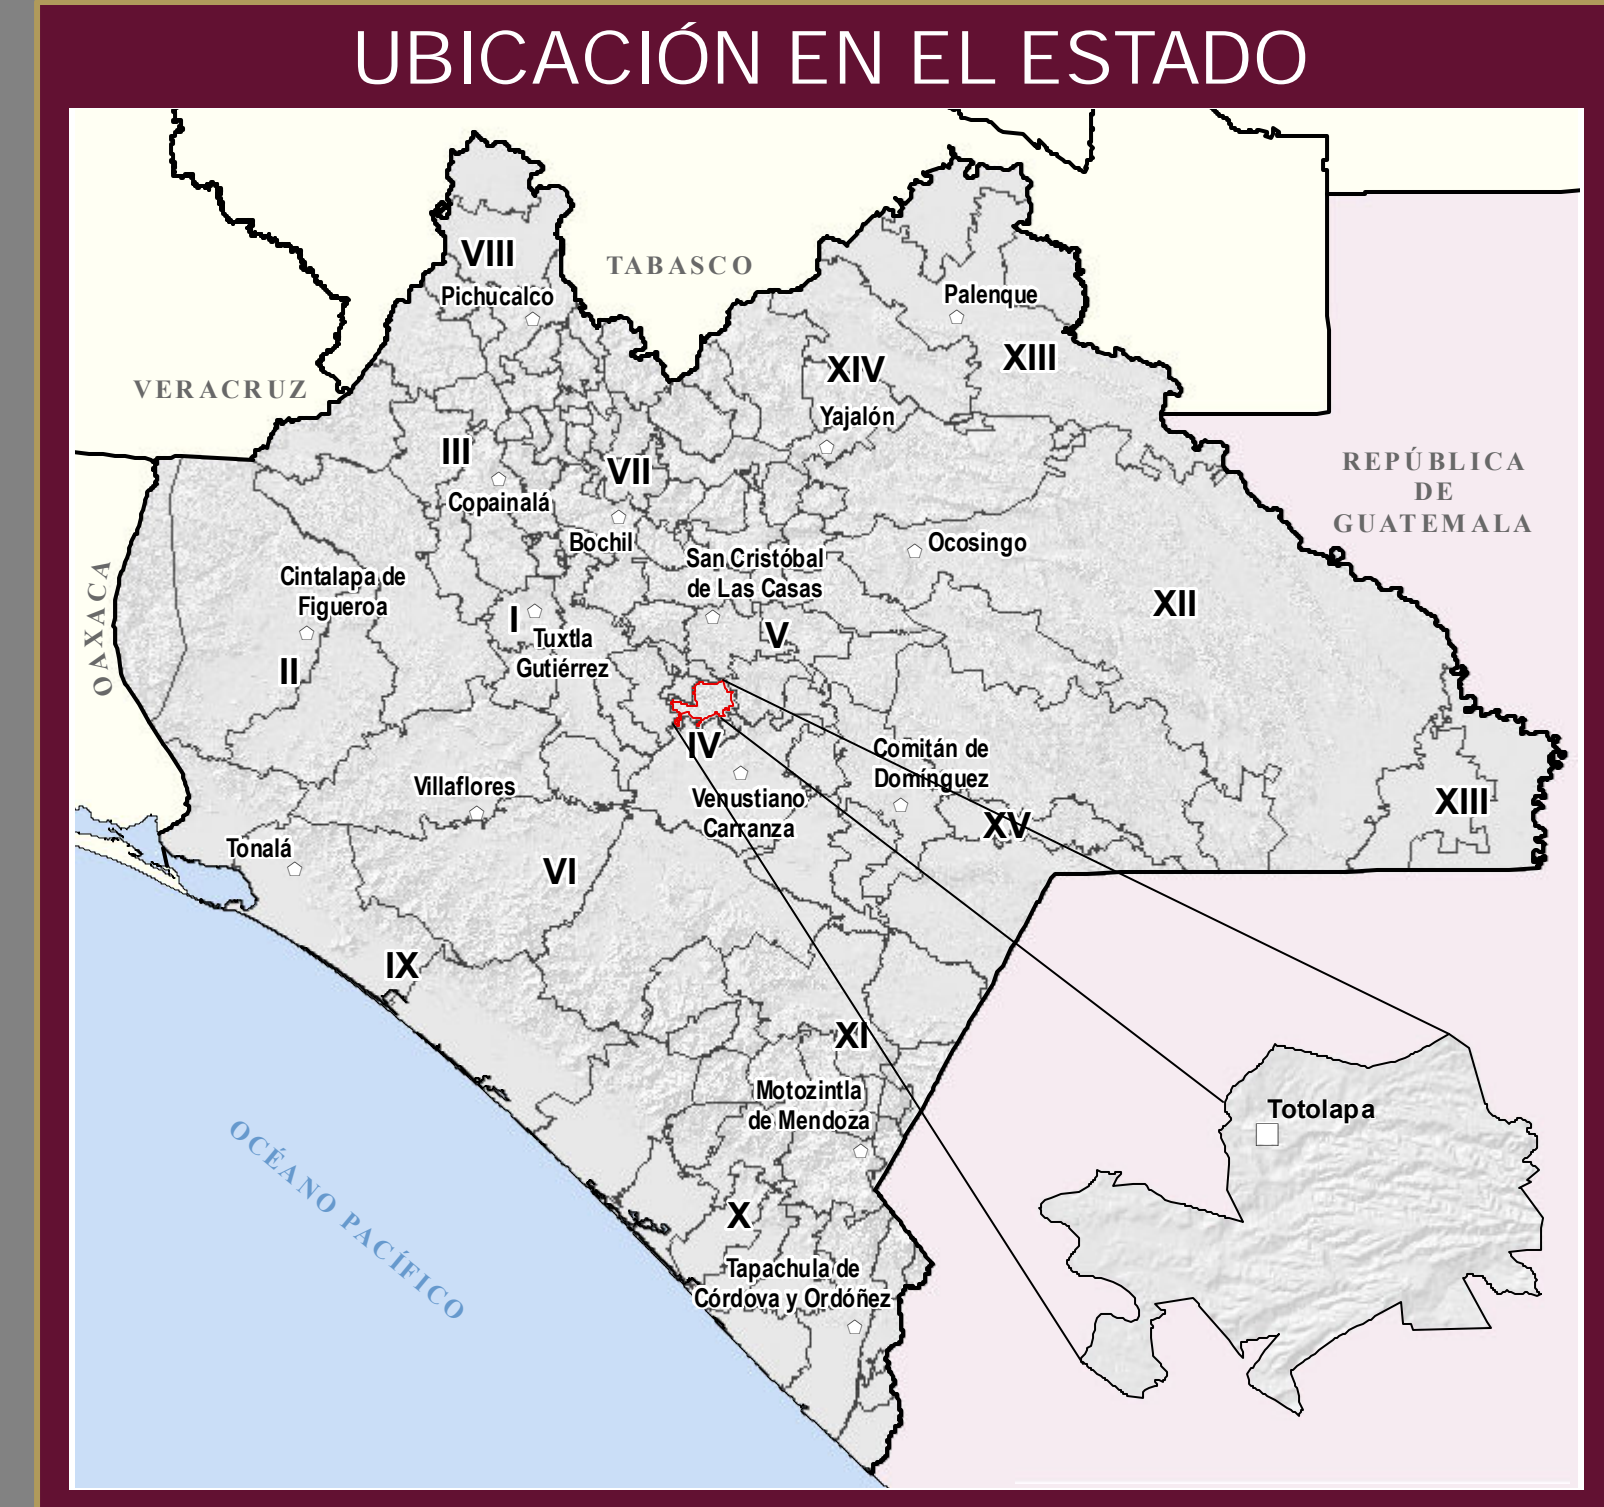 UBICACIÓN EN EL ESTADO
VIII
Pichucalco
TABASCO
Palenque
XIII
XIV
Yajalón
VERACRUZ
III
Copainalá
VII
Bochil
REPÚBLICA
DE
GUATEMALA
Ocosingo
San Cristóbal
de Las Casas
OAXACA
Cintalapa de
Figueroa
I
Tuxtla
Gutiérrez
V
XII
II
IV
Venustiano
Carranza
Comitán de
Domínguez
XV
XIII
Villaflores
Tonalá
VI
IX
XI
Motozintla
de Mendoza
Totolapa
OCÉANO PACÍFICO
X
Tapachula de
Córdova y Ordóñez